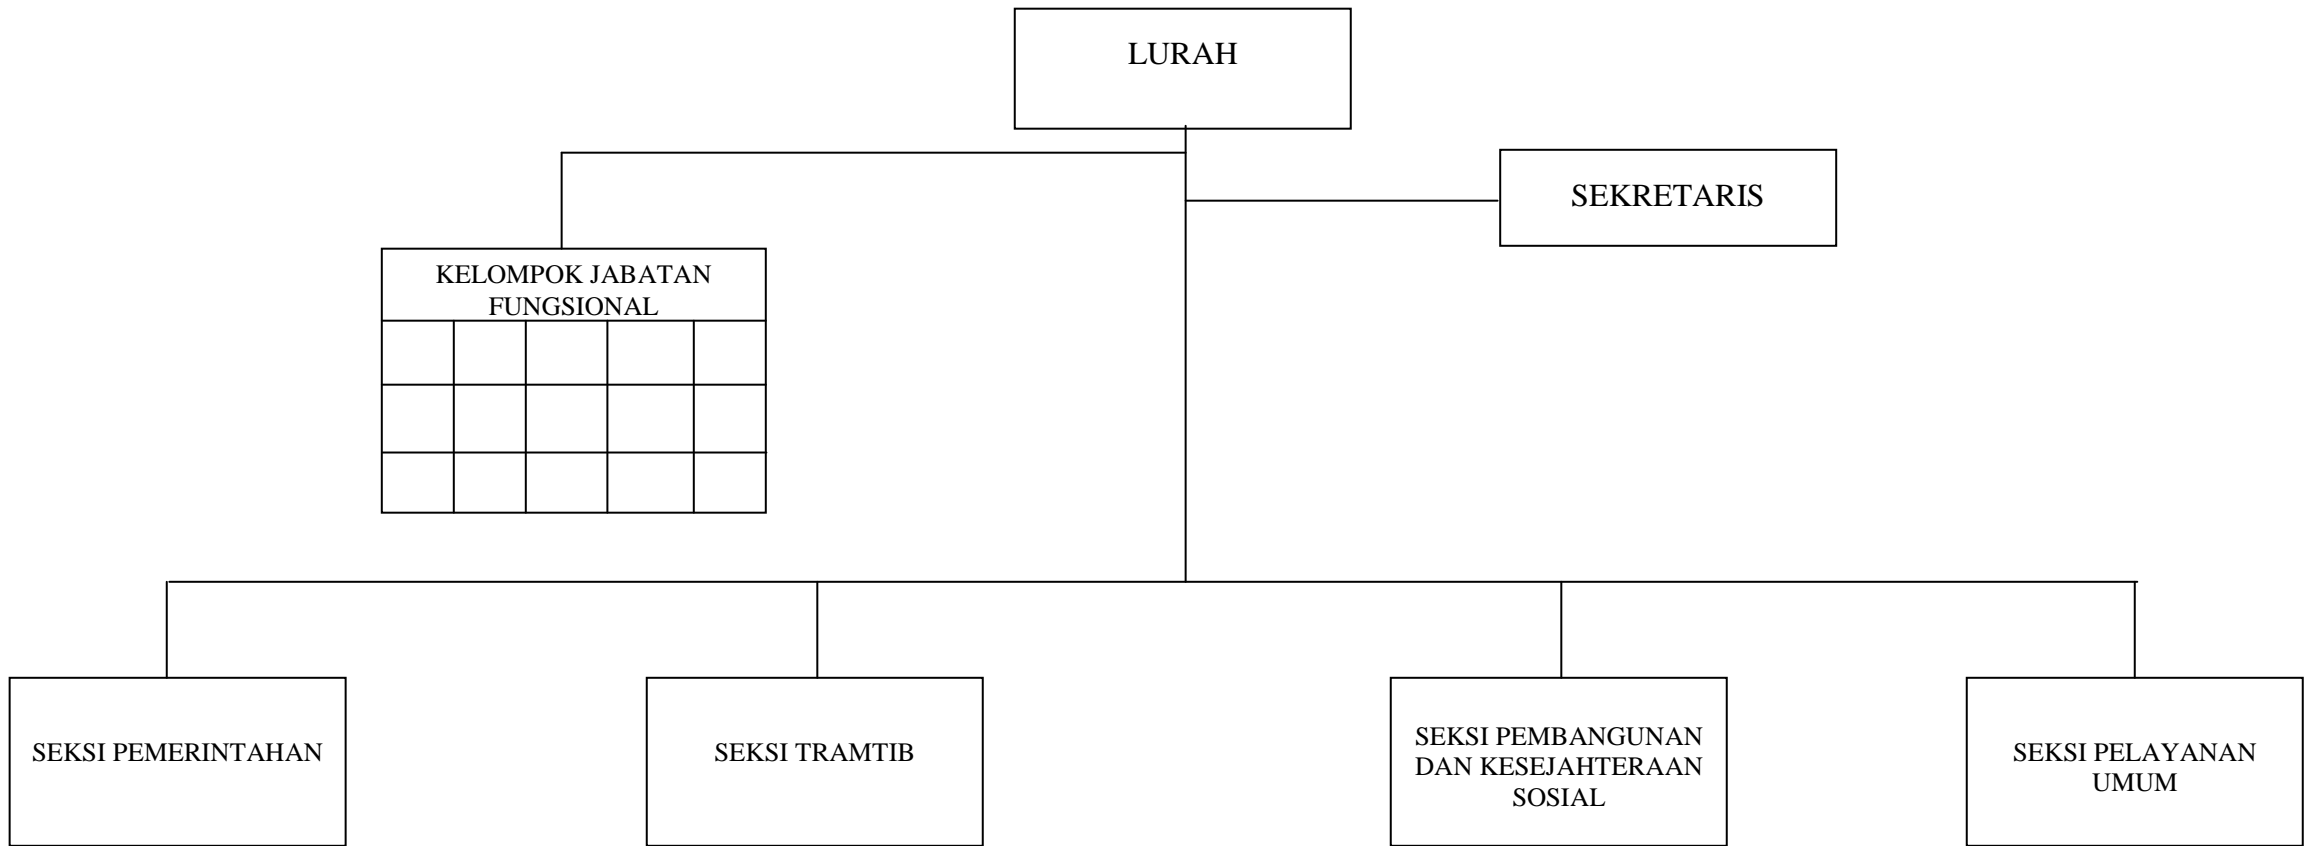 LURAH
SEKRETARIS
KELOMPOK JABATAN
FUNGSIONAL
SEKSI PEMERINTAHAN
SEKSI TRAMTIB
SEKSI PEMBANGUNAN
DAN KESEJAHTERAAN
SOSIAL
SEKSI PELAYANAN
UMUM